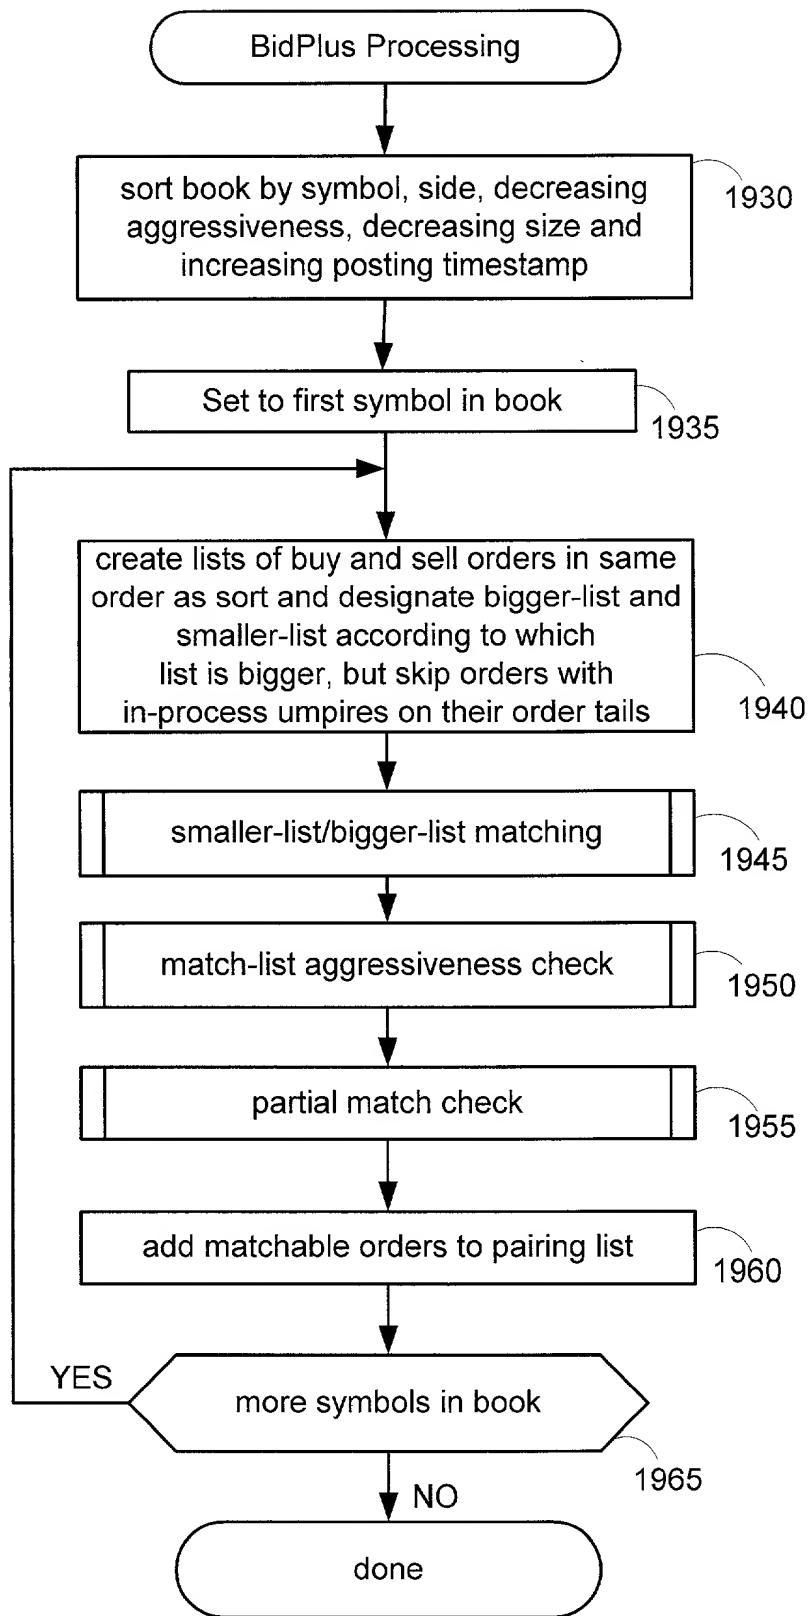 BidPlus Processing
sort book by symbol, side, decreasing
aggressiveness, decreasing size and
increasing posting timestamp
1930
Set to first symbol in book
1935
create lists of buy and sell orders in same
order as sort and designate bigger-list and
smaller-list according to which
list is bigger, but skip orders with
in-process umpires on their order tails
1940
smaller-list/bigger-list matching
1945
match-list aggressiveness check
1950
partial match check
1955
add matchable orders to pairing list
1960
YES
more symbols in book
1965
NO
done